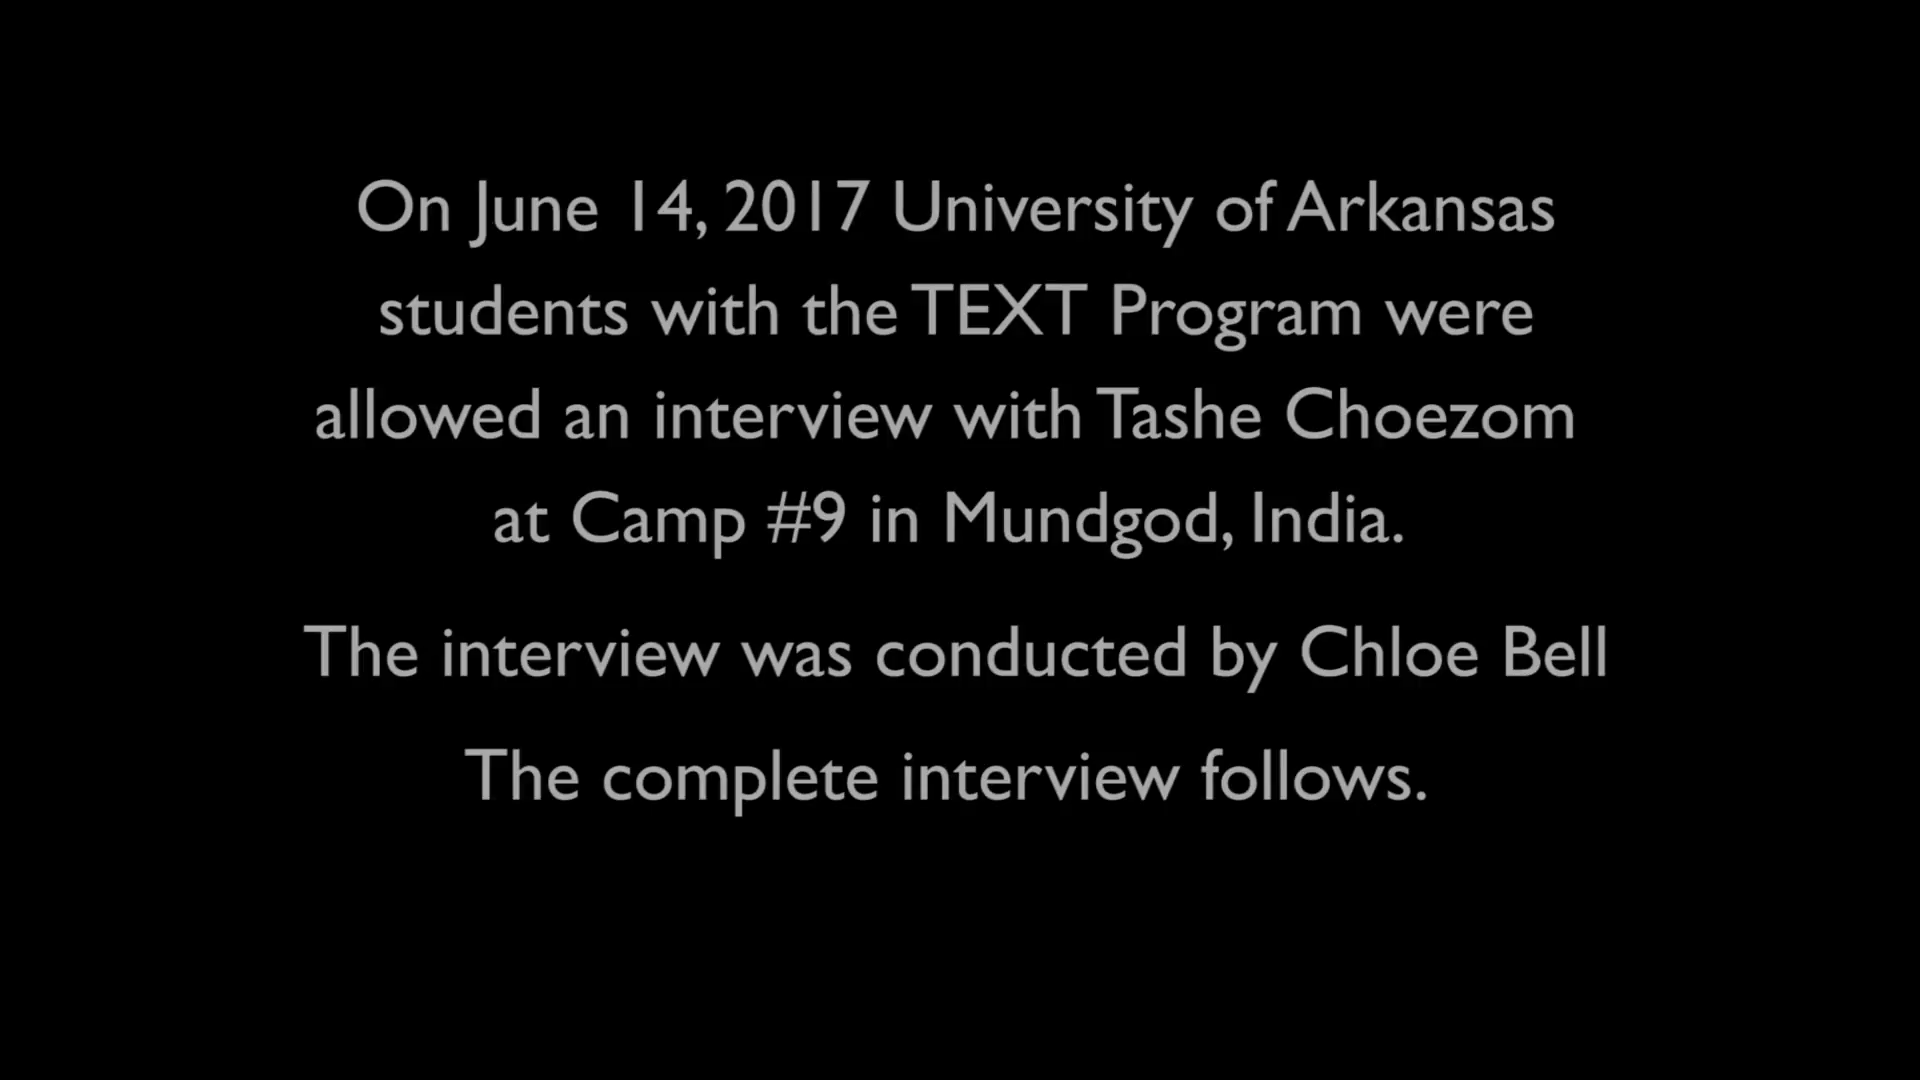 On June 14, 2017 University of Arkansas
students with the TEXT Program were
allowed an interview with Tashe Choezom
at Camp #9 in Mundgod, India.
The interview was conducted by Chloe Bell
The complete interview follows.